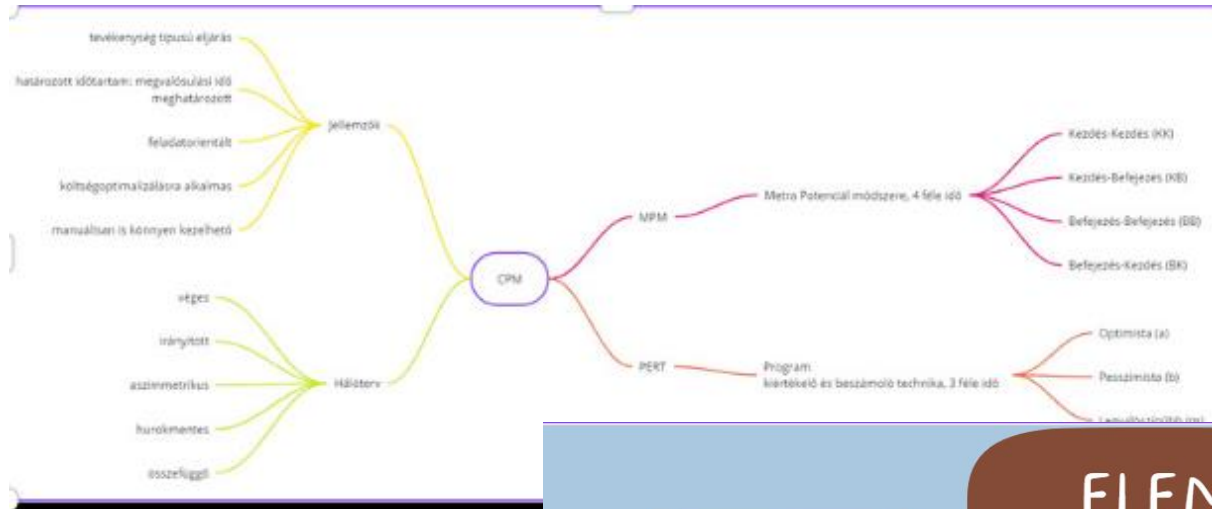 tevékenység típusú eljárás
határozott időtartam: megvalósulási idő
meghatározott
feladatorientált
költségoptimalizálásra alkalmas
manuálisan is könnyen kezelhető
Jellemzők
véges
irányított
aszimmetrikus
hurokmentes
összefüggő
Hálóterv
CPM
MPM
Metra Potenciál módszere, 4 féle idő
Kezdés-Kezdés (KK)
Kezdés-Befejezés (KB)
Befejezés-Befejezés (BB)
Befejezés-Kezdés (BK)
PERT
Program
kiértékelő és beszámoló technika, 3 féle idő
Optimista (a)
Pesszimista (b)